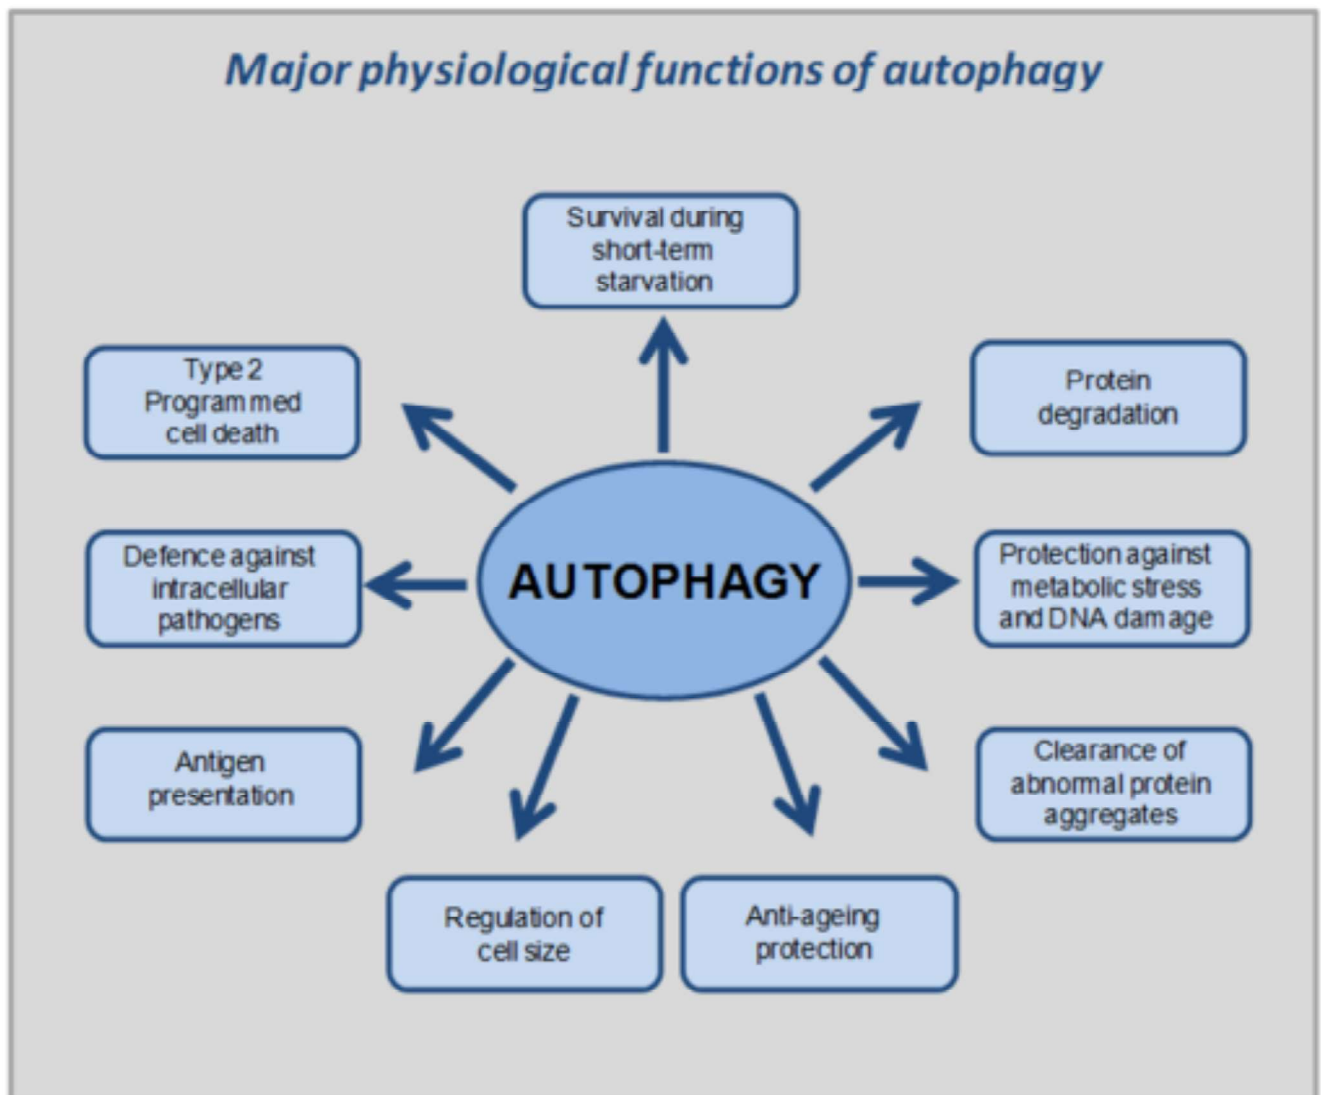 Major physiological functions of autophagy
Survival during
short-term
starvation
Type 2
Programmed
cell death
Protein
degradation
Defence against
intracellular
pathogens
AUTOPHAGY
Protection against
metabolic stress
and DNA damage
Antigen
presentation
Clearance of
abnormal protein
aggregates
Regulation of
cell size
Anti-ageing
protection